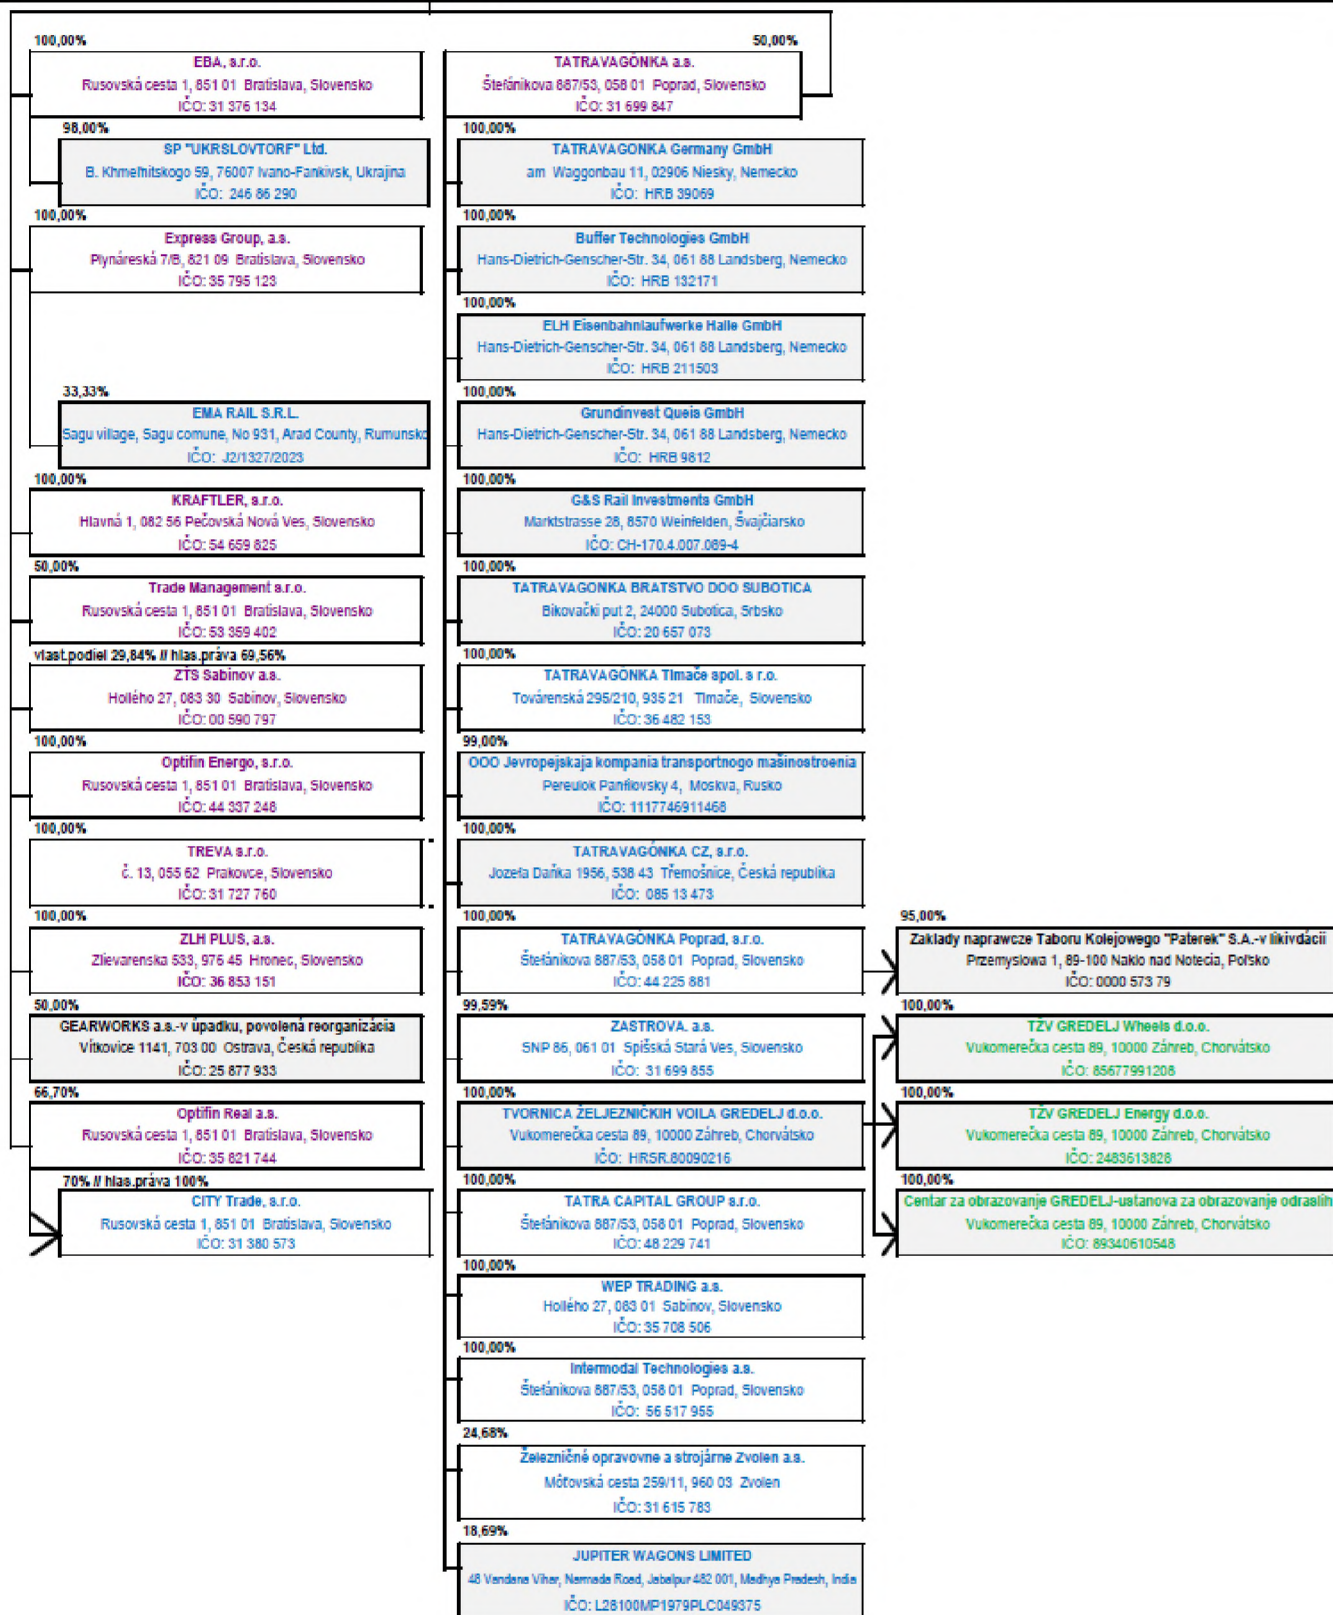 100,00%
EBA, s.r.o.
Rusovská cesta 1, 851 01 Bratislava, Slovensko
IČO: 31 376 134
98,00%
SP "UKRSLOVTORF" Ltd.
B. Khmeľnitskogo 59, 76007 Ivano-Fankivsk, Ukrajina
IČO: 246 86 290
100,00%
Express Group, a.s.
Plynáreská 7/B, 821 09 Bratislava, Slovensko
IČO: 35 795 123
33,33%
EMA RAIL S.R.L.
Sagu village, Sagu comune, No 931, Arad County, Rumunsko
IČO: J2/1327/2023
100,00%
KRAFTLER, s.r.o.
Hlavná 1, 082 56 Pečovská Nová Ves, Slovensko
IČO: 54 659 825
50,00%
Trade Management s.r.o.
Rusovská cesta 1, 851 01 Bratislava, Slovensko
IČO: 53 359 402
vlast.podiel 29,84% // hlas.práva 69,56%
ZŤS Sabinov a.s.
Hollého 27, 083 30 Sabinov, Slovensko
IČO: 00 590 797
100,00%
Optifin Energo, s.r.o.
Rusovská cesta 1, 851 01 Bratislava, Slovensko
IČO: 44 337 248
100,00%
TREVA s.r.o.
č. 13, 055 62 Prakovce, Slovensko
IČO: 31 727 760
100,00%
ZLH PLUS, a.s.
Zlievarenska 533, 976 45 Hronec, Slovensko
IČO: 36 853 151
50,00%
GEARWORKS a.s.-v úpadku, povolená reorganizácia
Vítkovice 1141, 703 00 Ostrava, Česká republika
IČO: 25 877 933
66,70%
Optifin Real a.s.
Rusovská cesta 1, 851 01 Bratislava, Slovensko
IČO: 35 821 744
70% // hlas.práva 100%
CITY Trade, s.r.o.
Rusovská cesta 1, 851 01 Bratislava, Slovensko
IČO: 31 380 573
50,00%
TATRAVAGÓNKA a.s.
Štefánikova 887/53, 058 01 Poprad, Slovensko
IČO: 31 699 847
100,00%
TATRAVAGÓNKA Germany GmbH
am Waggonbau 11, 02906 Niesky, Nemecko
IČO: HRB 39069
100,00%
Buffer Technologies GmbH
Hans-Dietrich-Genscher-Str. 34, 061 88 Landsberg, Nemecko
IČO: HRB 132171
100,00%
ELH Eisenbahnlaufwerke Halle GmbH
Hans-Dietrich-Genscher-Str. 34, 061 88 Landsberg, Nemecko
IČO: HRB 211503
100,00%
Grundinvest Queis GmbH
Hans-Dietrich-Genscher-Str. 34, 061 88 Landsberg, Nemecko
IČO: HRB 9812
100,00%
G&S Rail Investments GmbH
Marktstrasse 28, 8570 Weinfelden, Švajčiarsko
IČO: CH-170.4.007.089-4
100,00%
TATRAVAGONKA BRATSTVO DOO SUBOTICA
Bikovački put 2, 24000 Subotica, Srbsko
IČO: 20 657 073
100,00%
TATRAVAGÓNKA Tlmače spol. s r.o.
Továrenská 295/210, 935 21 Tlmače, Slovensko
IČO: 36 482 153
99,00%
OOO Jevropejskaja kompania transportnogo mašinostroenia
Pereulok Panfilovsky 4, Moskva, Rusko
IČO: 1117746911468
100,00%
TATRAVAGÓNKA CZ, s.r.o.
Jozefa Daňka 1956, 538 43 Třemošnice, Česká republika
IČO: 085 13 473
100,00%
TATRAVAGÓNKA Poprad, s.r.o.
Štefánikova 887/53, 058 01 Poprad, Slovensko
IČO: 44 225 881
99,59%
ZASTROVA, a.s.
SNP 86, 061 01 Spišská Stará Ves, Slovensko
IČO: 31 699 855
100,00%
TVORNICA ŽELJEZNIČKIH VOILA GREDELJ d.o.o.
Vukomerečka cesta 89, 10000 Záhreb, Chorvátsko
IČO: HRSR.80090216
100,00%
TATRA CAPITAL GROUP s.r.o.
Štefánikova 887/53, 058 01 Poprad, Slovensko
IČO: 48 229 741
100,00%
WEP TRADING a.s.
Hollého 27, 083 01 Sabinov, Slovensko
IČO: 35 708 506
100,00%
Intermodal Technologies a.s.
Štefánikova 887/53, 058 01 Poprad, Slovensko
IČO: 56 517 955
24,68%
Železničné opravovne a strojárne Zvolen a.s.
Môťovská cesta 259/11, 960 03 Zvolen
IČO: 31 615 783
18,69%
JUPITER WAGONS LIMITED
48 Vandana Vihar, Narmada Road, Jabalpur 482 001, Madhya Pradesh, India
IČO: L28100MP1979PLC049375
95,00%
Zaklady naprawcze Taboru Kolejowego "Paterek" S.A.-v likivdácii
Przemyslowa 1, 89-100 Naklo nad Notecia, Poľsko
IČO: 0000 573 79
100,00%
TŽV GREDELJ Wheels d.o.o.
Vukomerečka cesta 89, 10000 Záhreb, Chorvátsko
IČO: 85677991208
100,00%
TŽV GREDELJ Energy d.o.o.
Vukomerečka cesta 89, 10000 Záhreb, Chorvátsko
IČO: 2483613828
100,00%
Centar za obrazovanje GREDELJ-ustanova za obrazovanje odraslih
Vukomerečka cesta 89, 10000 Záhreb, Chorvátsko
IČO: 89340610548